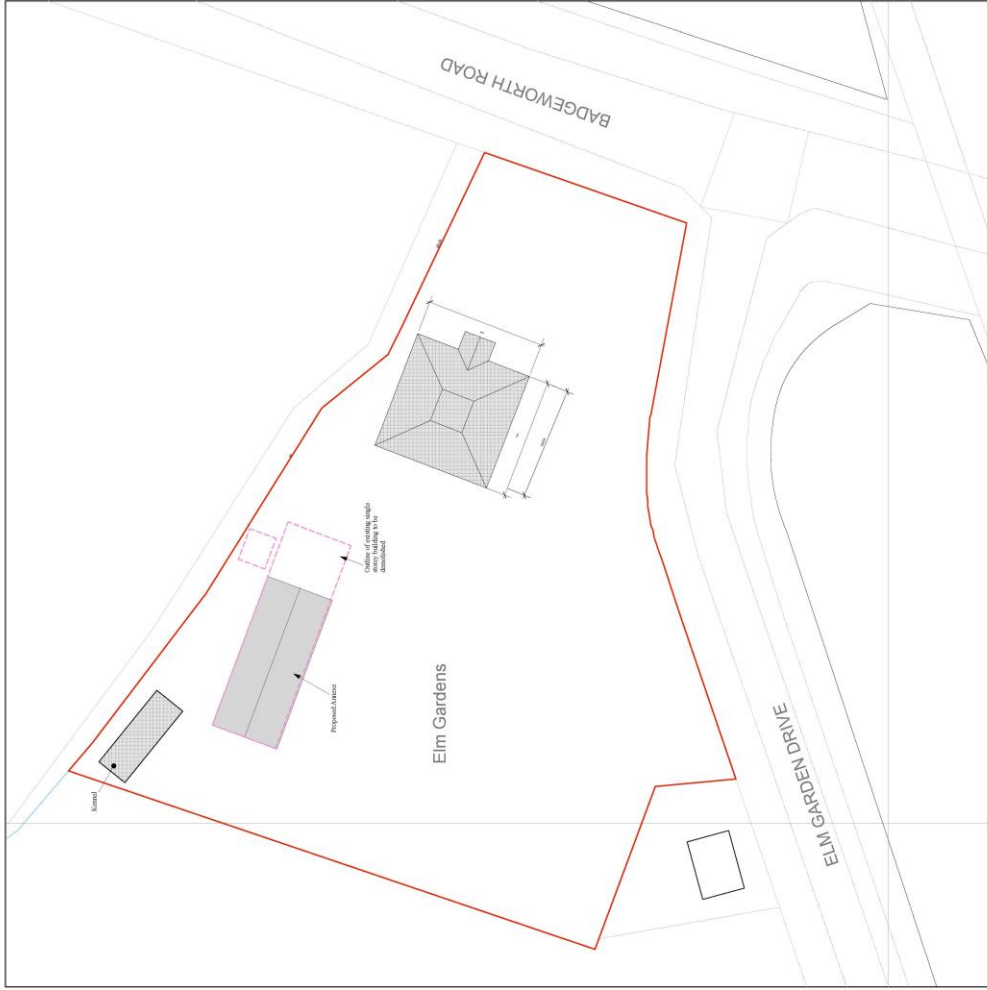 BADGEWORTH ROAD
Outline of existing single
storey building to be
demolished
Proposed Annexe
Kennel
Elm Gardens
ELM GARDEN DRIVE